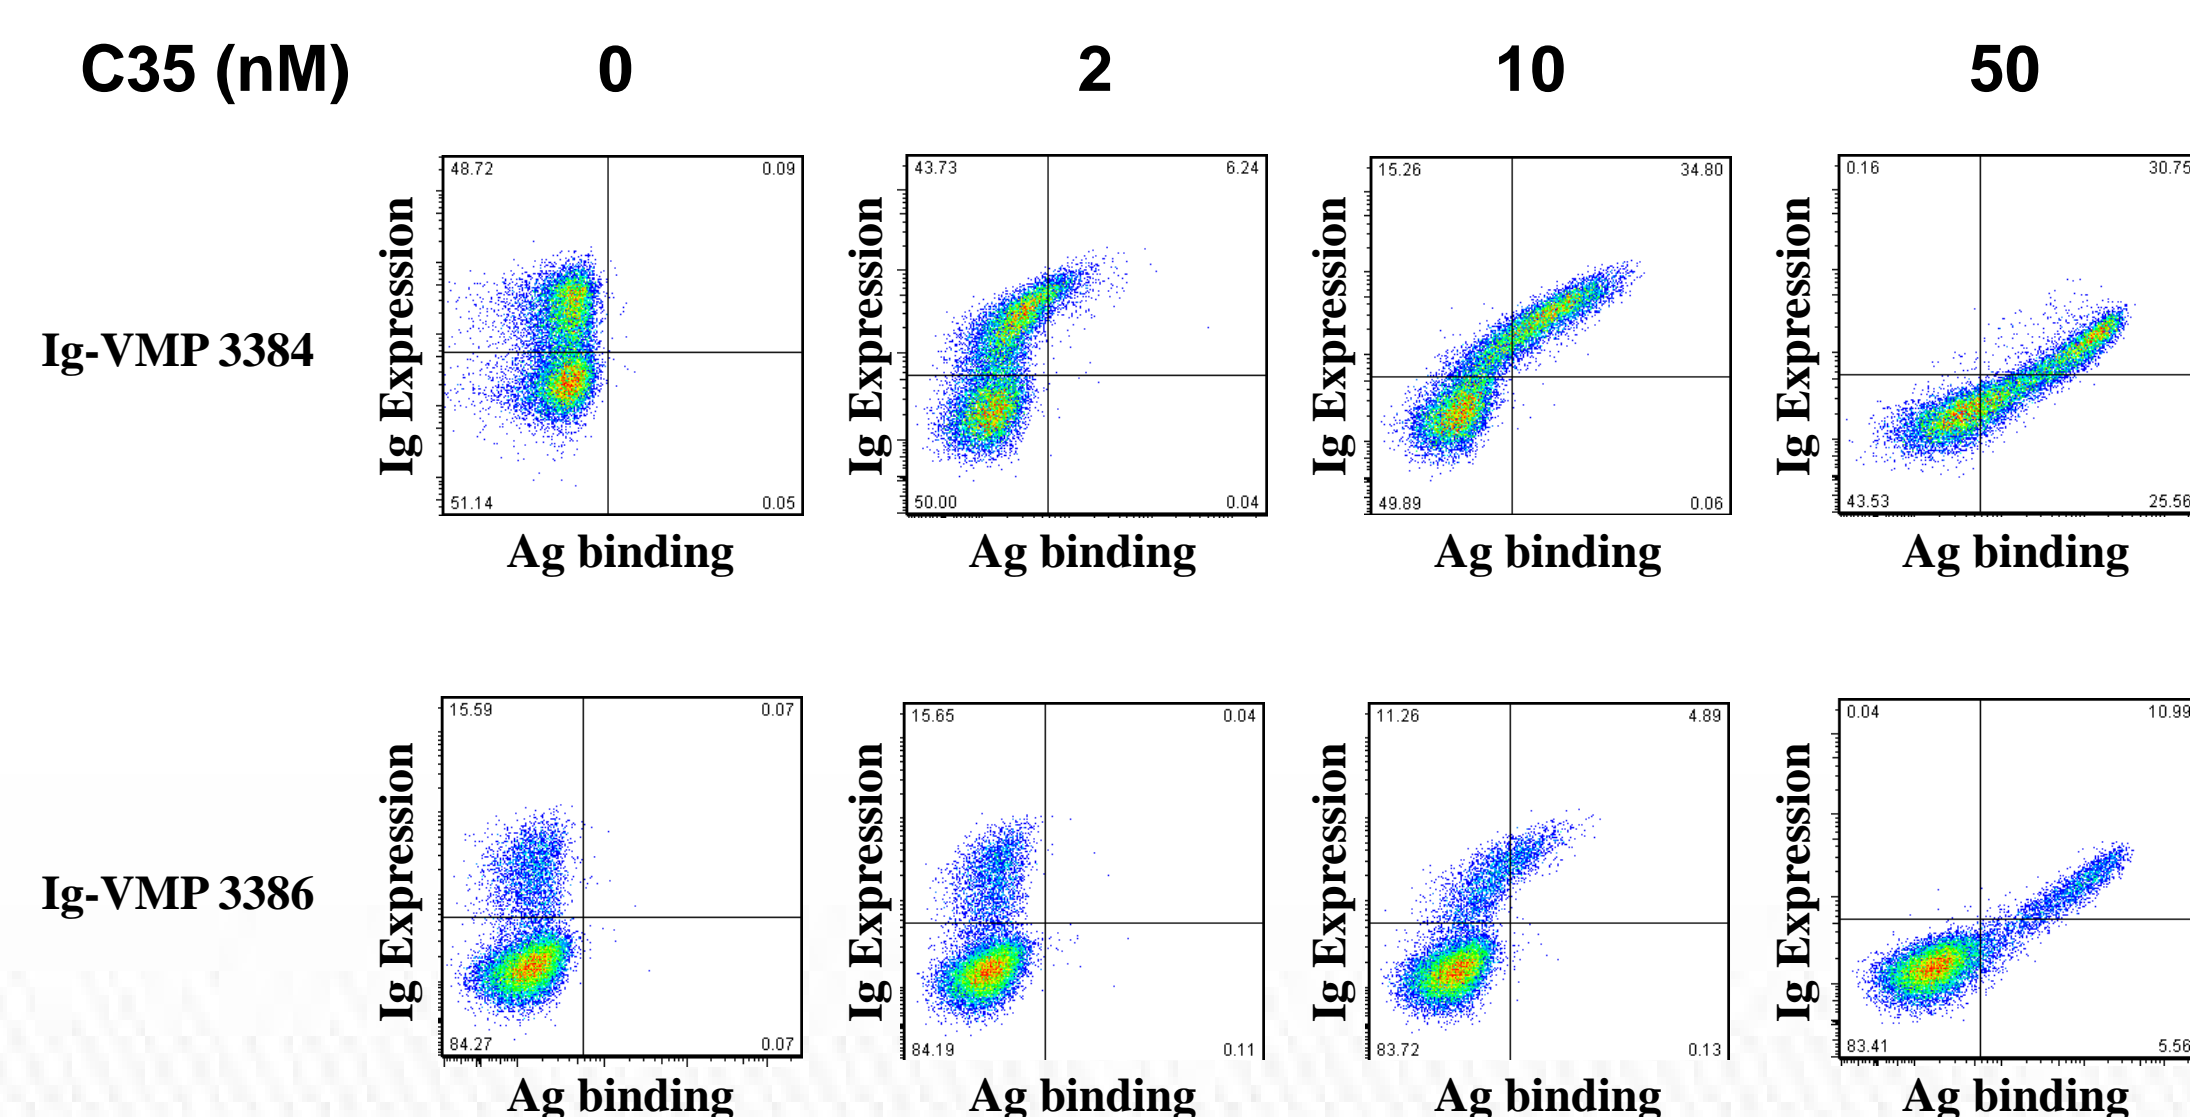 C35 (nM) 0 2 10 50
48.72 0.09 43.73 6.24 15.26 34.80 0.16 30.75
Ig-VMP 3384 Ig Expression Ig Expression Ig Expression Ig Expression
51.14 0.05 50.00 0.04 49.89 0.06 43.53 25.56
Ag binding Ag binding Ag binding Ag binding
15.59 0.07 15.65 0.04 11.26 4.89 0.04 10.99
Ig-VMP 3386 Ig Expression Ig Expression Ig Expression Ig Expression
84.27 0.07 84.19 0.11 83.72 0.13 83.41 5.56
Ag binding Ag binding Ag binding Ag binding